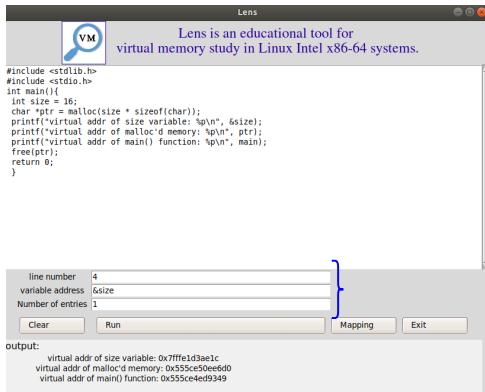 Lens
VM
Lens is an educational tool for
virtual memory study in Linux Intel x86-64 systems.
#include <stdlib.h>
#include <stdio.h>
int main(){
int size = 16;
char *ptr = malloc(size * sizeof(char));
printf("virtual addr of size variable: %p\n", &size);
printf("virtual addr of malloc'd memory: %p\n", ptr);
printf("virtual addr of main() function: %p\n", main);
free(ptr);
return 0;
}
line number 4
variable address &size
Number of entries 1
Clear Run Mapping Exit
output:
virtual addr of size variable: 0x7fffe1d3ae1c
virtual addr of malloc'd memory: 0x555ce50ee6d0
virtual addr of main() function: 0x555ce4ed9349